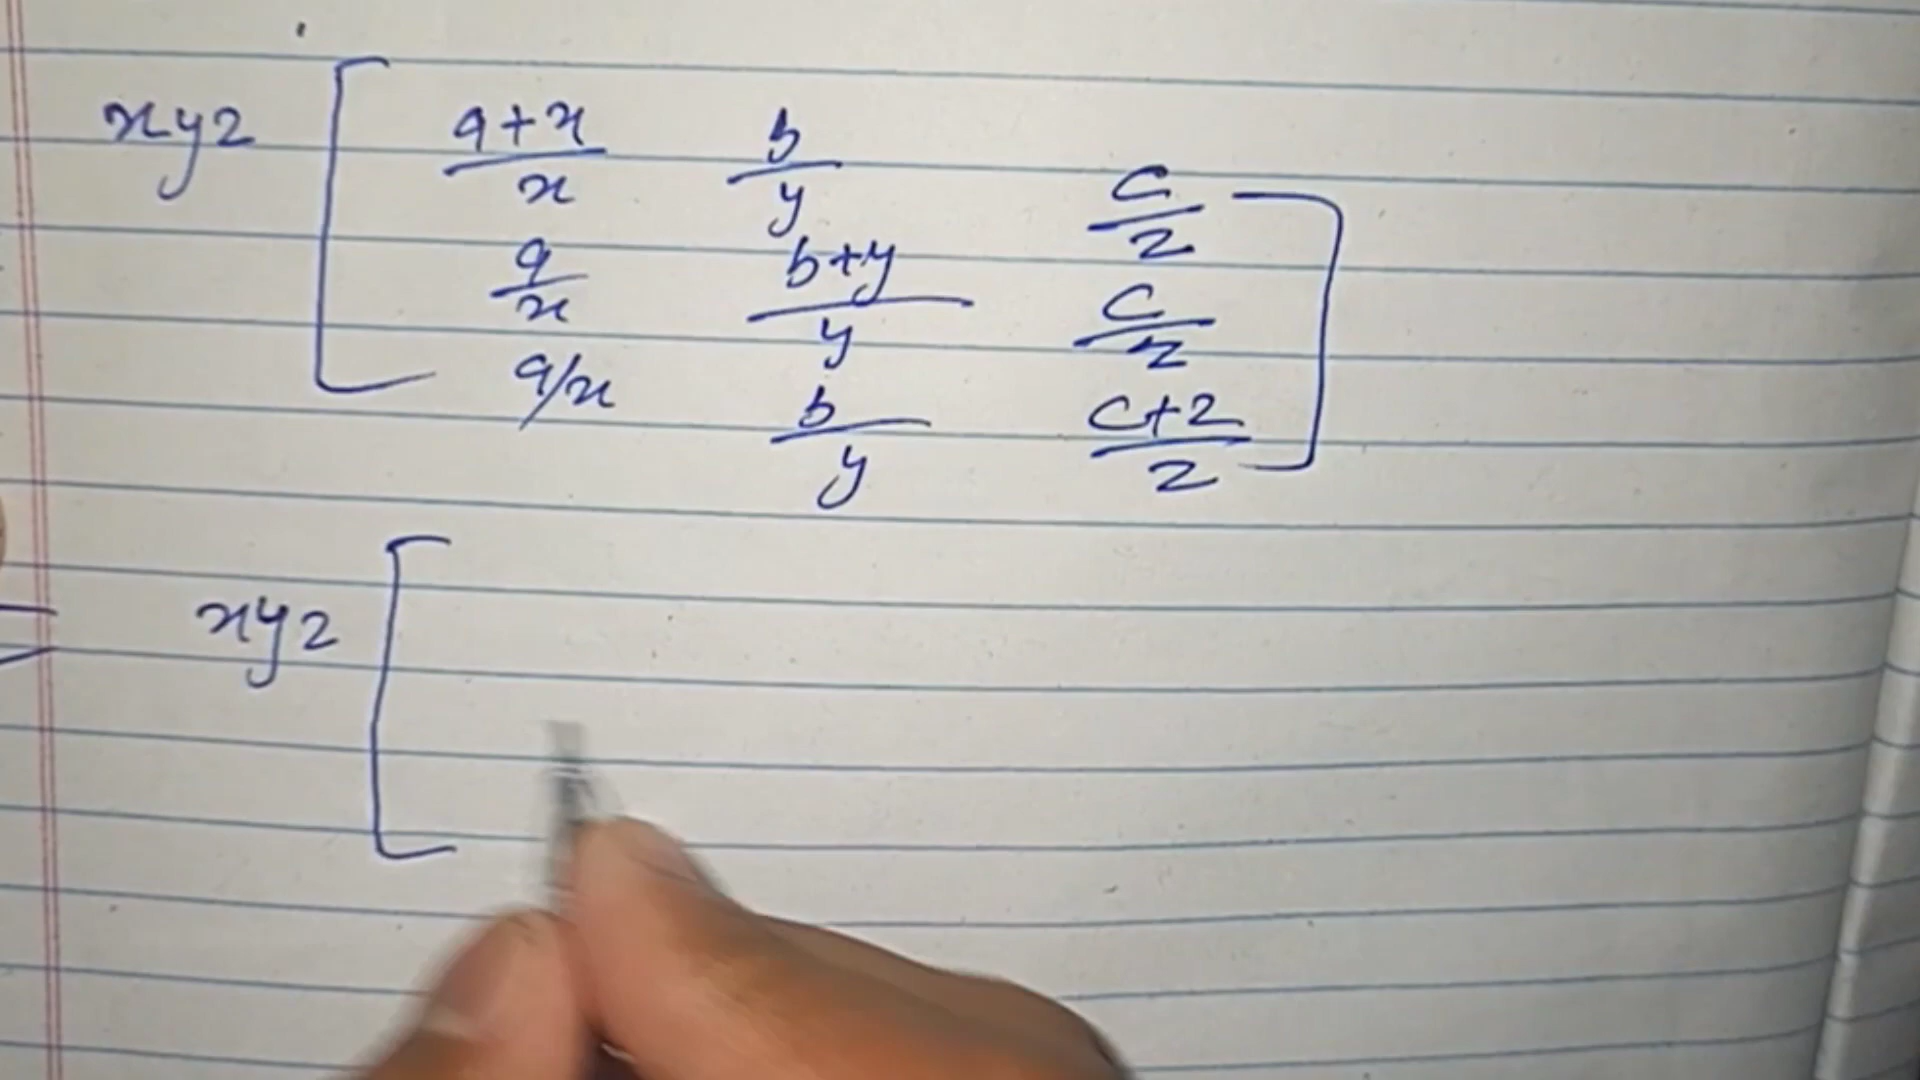 xyz [ a+x/x b/y c/z
a/x b+y/y c/z
a/x b/y c+z/z ]
⇒ xyz [